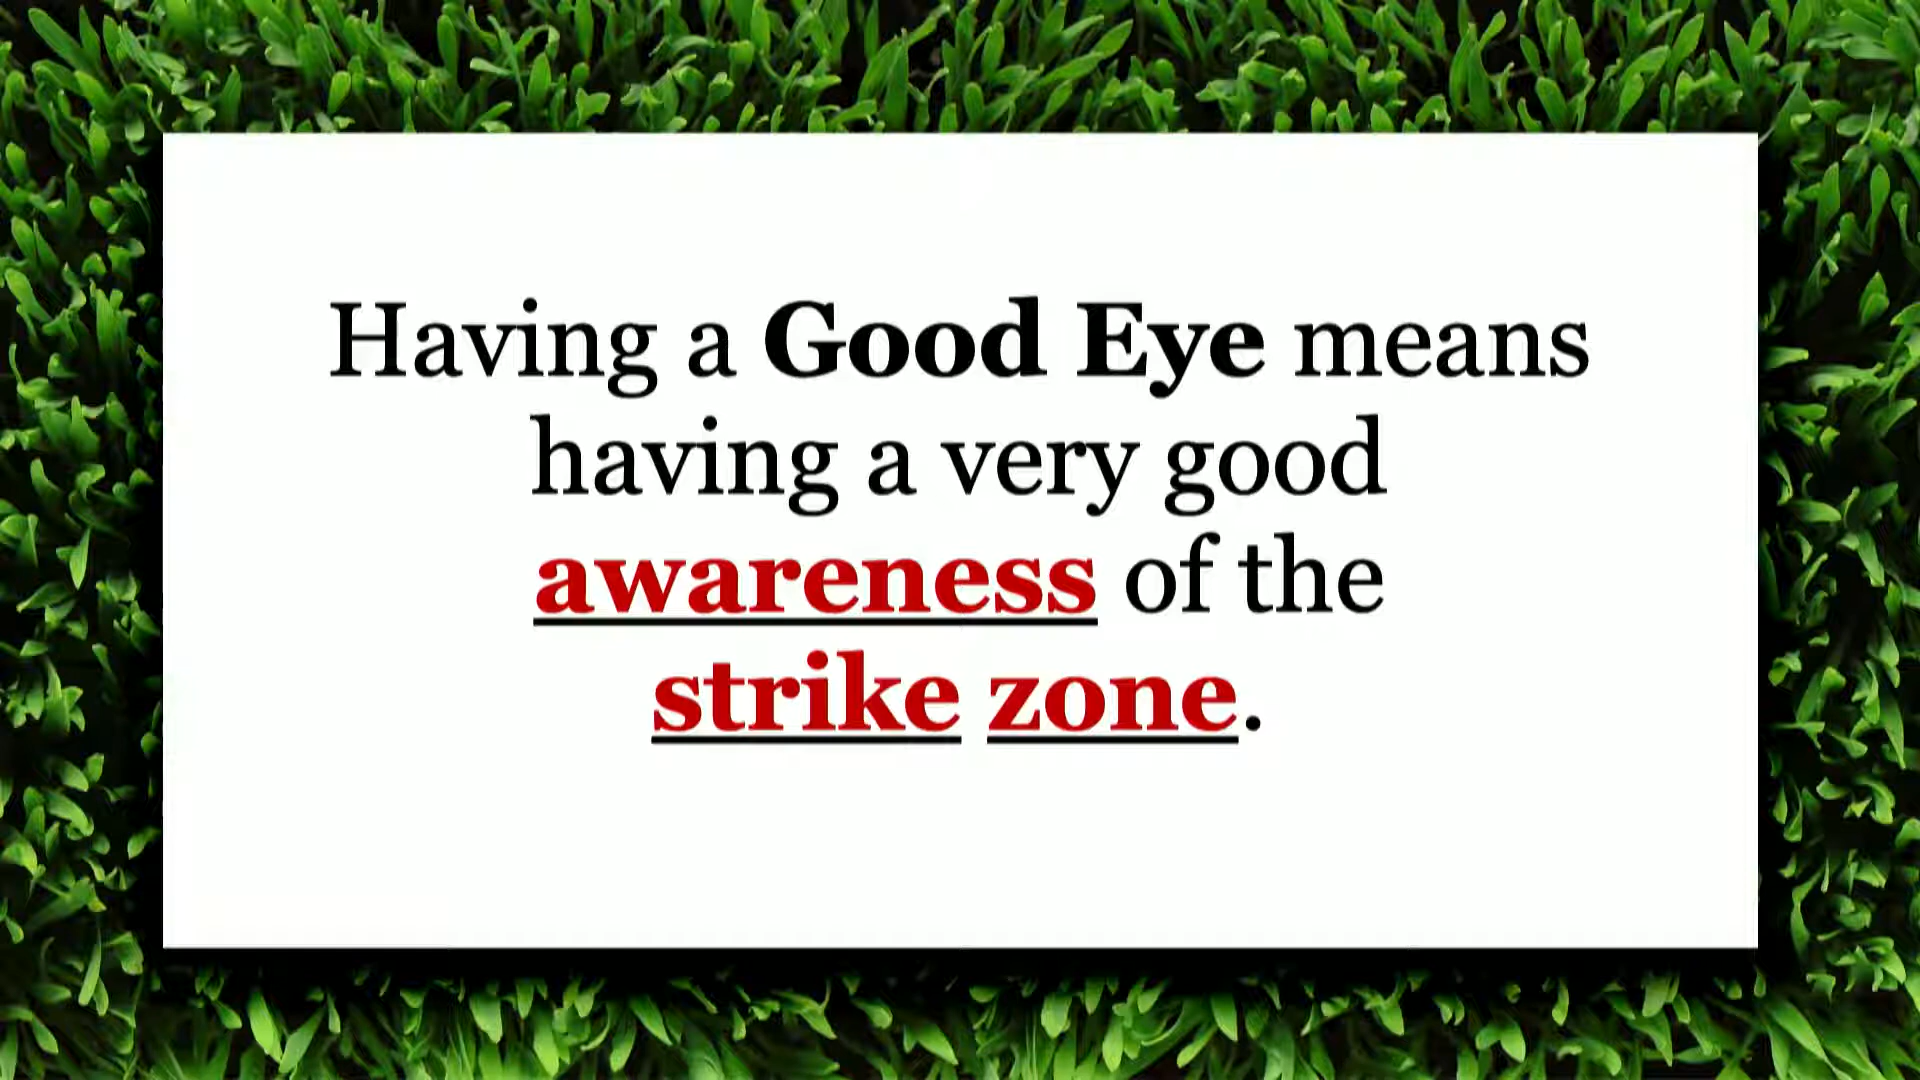 Having a Good Eye means
having a very good
awareness of the
strike zone.